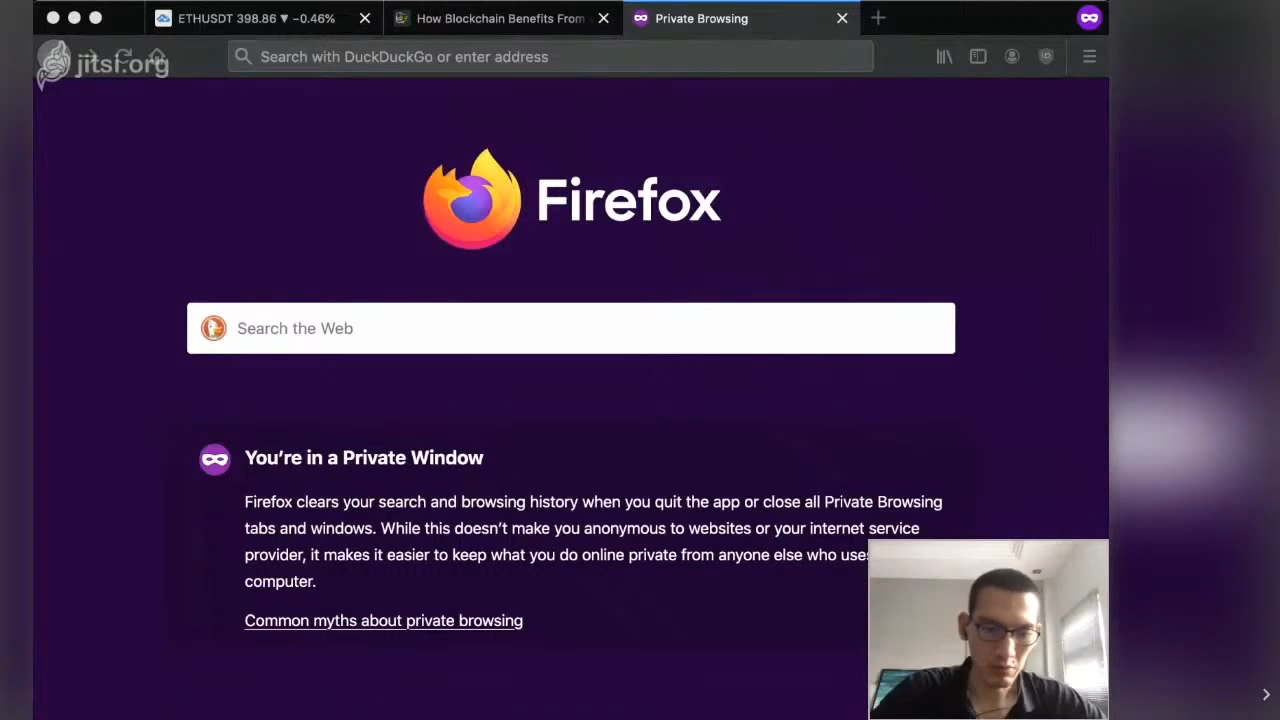 ETHUSDT 398.86 ▼ −0.46%
How Blockchain Benefits From
Private Browsing
jitsi.org
Search with DuckDuckGo or enter address
Firefox
Search the Web
You’re in a Private Window
Firefox clears your search and browsing history when you quit the app or close all Private Browsing
tabs and windows. While this doesn’t make you anonymous to websites or your internet service
provider, it makes it easier to keep what you do online private from anyone else who uses
computer.
Common myths about private browsing